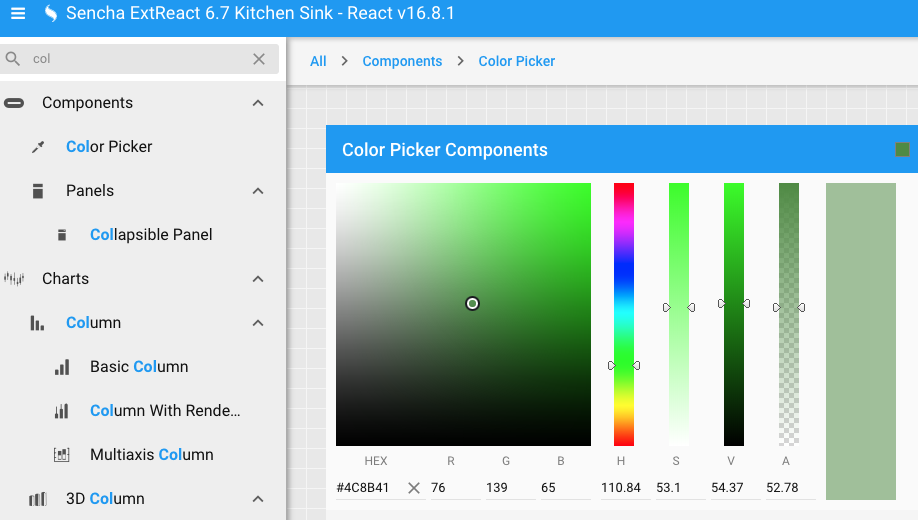 Sencha ExtReact 6.7 Kitchen Sink - React v16.8.1
col
All > Components > Color Picker
Components
Color Picker
Panels
Collapsible Panel
Charts
Column
Basic Column
Column With Rende...
Multiaxis Column
3D Column
Color Picker Components
HEX R G B H S V A
#4C8B41 76 139 65 110.84 53.1 54.37 52.78